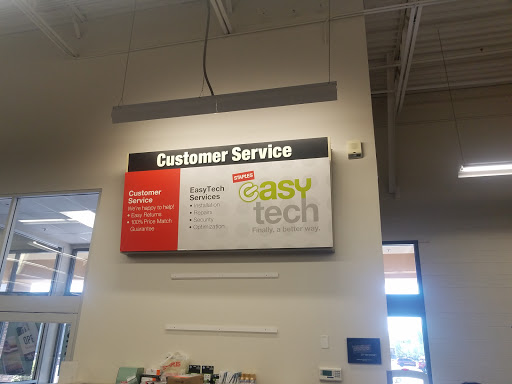 Customer Service
Customer
Service
We're happy to help!
• Easy Returns
• 100% Price Match
Guarantee
EasyTech
Services
• Installation
• Repairs
• Security
• Optimization
STAPLES
easy
tech
Finally, a better way.